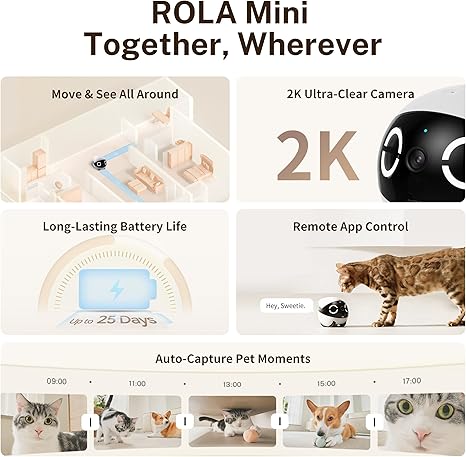 ROLA Mini
Together, Wherever
Move & See All Around
2K Ultra-Clear Camera
2K
Long-Lasting Battery Life
Up to 25 Days
Remote App Control
Hey, Sweetie.
Auto-Capture Pet Moments
09:00 • 11:00 • 13:00 • 15:00 • 17:00